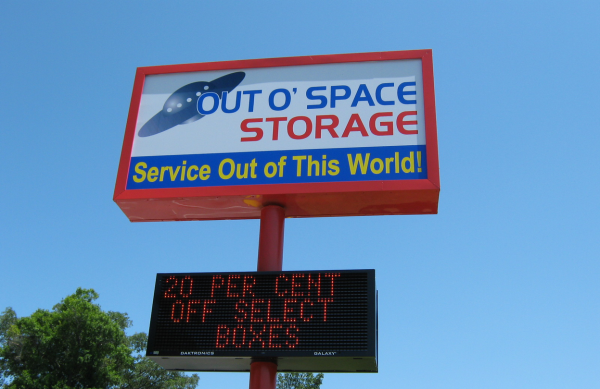 OUT O' SPACE
STORAGE
Service Out of This World!
20 PER CENT
OFF SELECT
BOXES
DAKTRONICS GALAXY